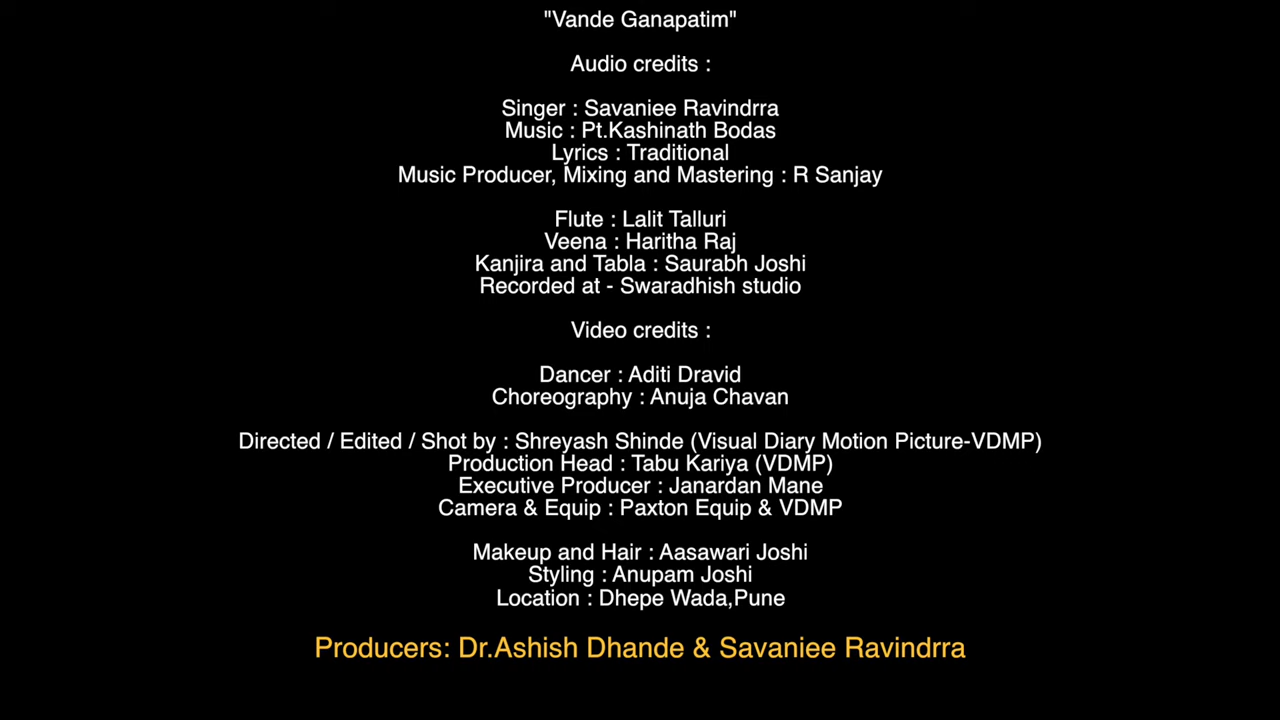 "Vande Ganapatim"
Audio credits :
Singer : Savaniee Ravindrra
Music : Pt.Kashinath Bodas
Lyrics : Traditional
Music Producer, Mixing and Mastering : R Sanjay
Flute : Lalit Talluri
Veena : Haritha Raj
Kanjira and Tabla : Saurabh Joshi
Recorded at - Swaradhish studio
Video credits :
Dancer : Aditi Dravid
Choreography : Anuja Chavan
Directed / Edited / Shot by : Shreyash Shinde (Visual Diary Motion Picture-VDMP)
Production Head : Tabu Kariya (VDMP)
Executive Producer : Janardan Mane
Camera & Equip : Paxton Equip & VDMP
Makeup and Hair : Aasawari Joshi
Styling : Anupam Joshi
Location : Dhepe Wada,Pune
Producers: Dr.Ashish Dhande & Savaniee Ravindrra